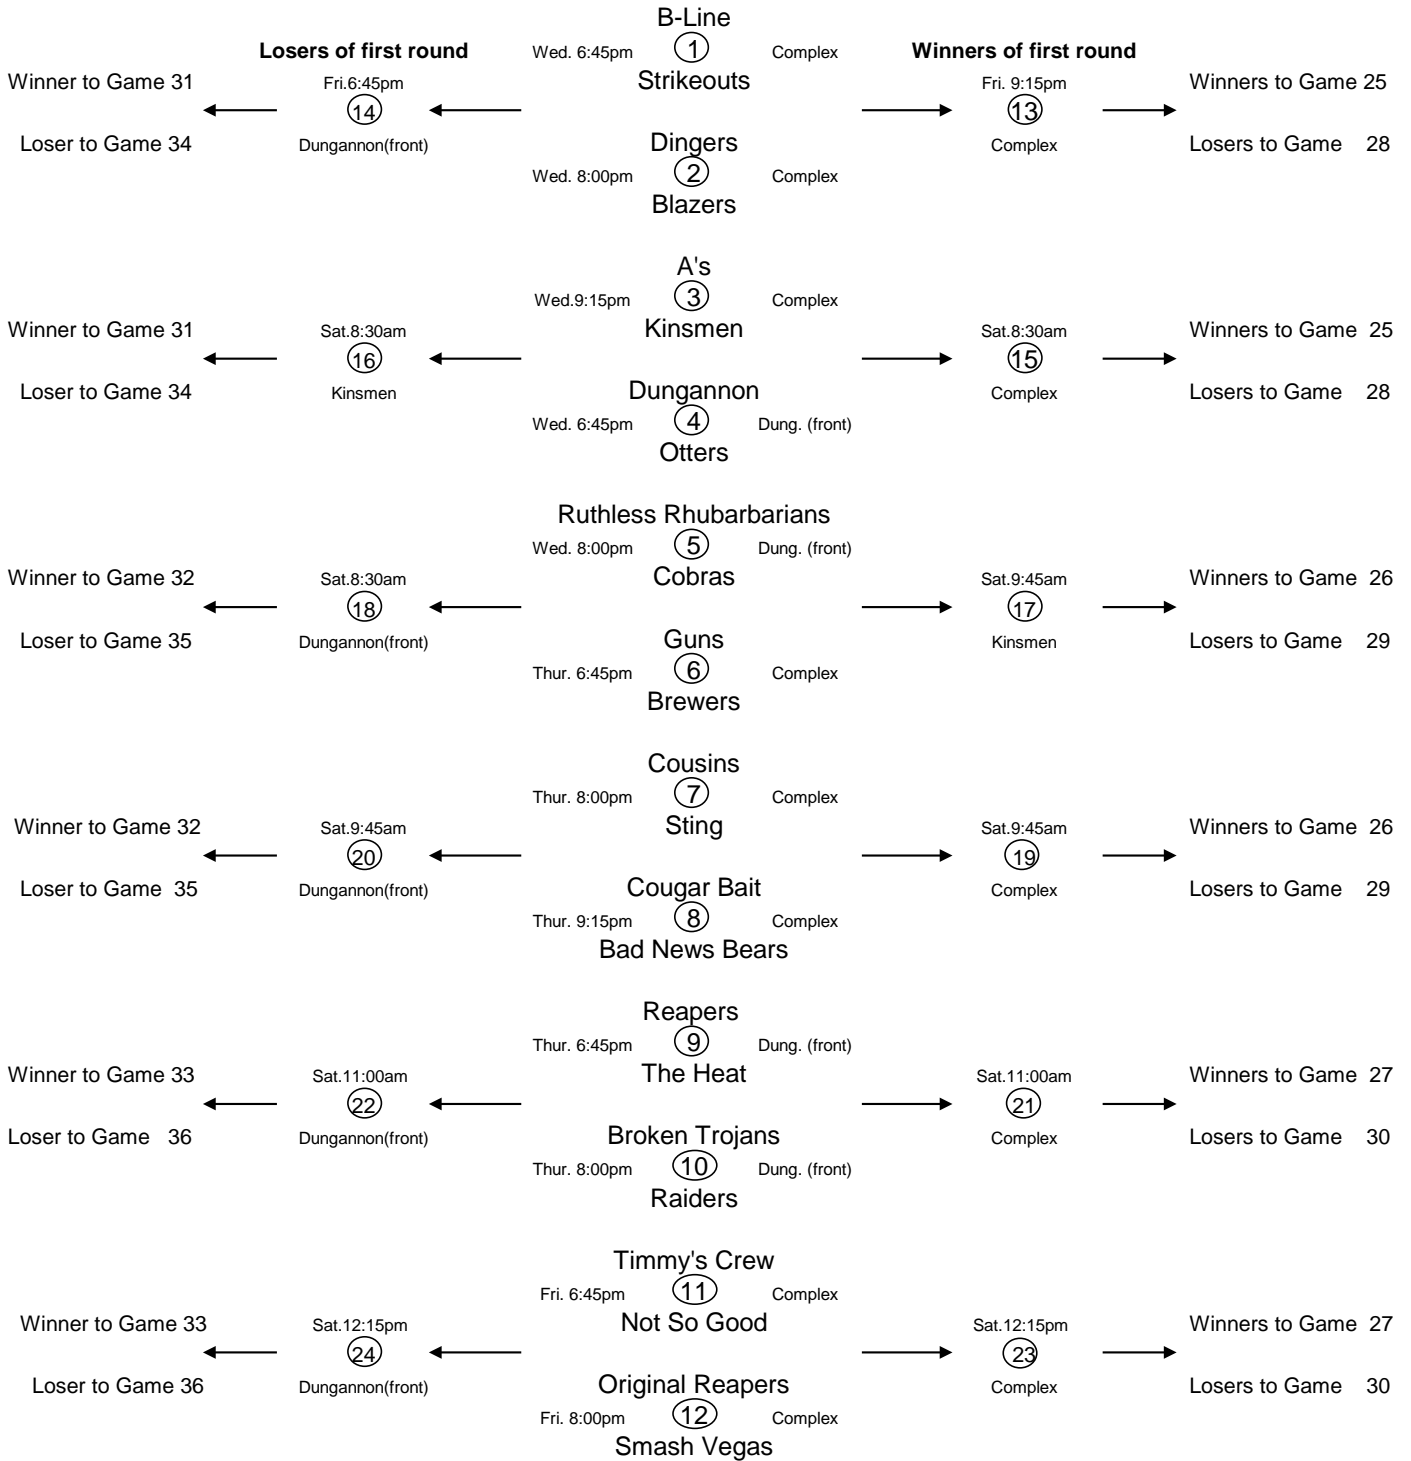 B-Line
Losers of first round Wed. 6:45pm 1 Complex Winners of first round
Winner to Game 31 Fri.6:45pm Strikeouts Fri. 9:15pm Winners to Game 25
14 13
Loser to Game 34 Dungannon(front) Dingers Complex Losers to Game 28
Wed. 8:00pm 2 Complex
Blazers
A's
Wed.9:15pm 3 Complex
Winner to Game 31 Sat.8:30am Kinsmen Sat.8:30am Winners to Game 25
16 15
Loser to Game 34 Kinsmen Dungannon Complex Losers to Game 28
Wed. 6:45pm 4 Dung. (front)
Otters
Ruthless Rhubarbarians
Wed. 8:00pm 5 Dung. (front)
Winner to Game 32 Sat.8:30am Cobras Sat.9:45am Winners to Game 26
18 17
Loser to Game 35 Dungannon(front) Guns Kinsmen Losers to Game 29
Thur. 6:45pm 6 Complex
Brewers
Cousins
Thur. 8:00pm 7 Complex
Winner to Game 32 Sat.9:45am Sting Sat.9:45am Winners to Game 26
20 19
Loser to Game 35 Dungannon(front) Cougar Bait Complex Losers to Game 29
Thur. 9:15pm 8 Complex
Bad News Bears
Reapers
Thur. 6:45pm 9 Dung. (front)
Winner to Game 33 Sat.11:00am The Heat Sat.11:00am Winners to Game 27
22 21
Loser to Game 36 Dungannon(front) Broken Trojans Complex Losers to Game 30
Thur. 8:00pm 10 Dung. (front)
Raiders
Timmy's Crew
Fri. 6:45pm 11 Complex
Winner to Game 33 Sat.12:15pm Not So Good Sat.12:15pm Winners to Game 27
24 23
Loser to Game 36 Dungannon(front) Original Reapers Complex Losers to Game 30
Fri. 8:00pm 12 Complex
Smash Vegas